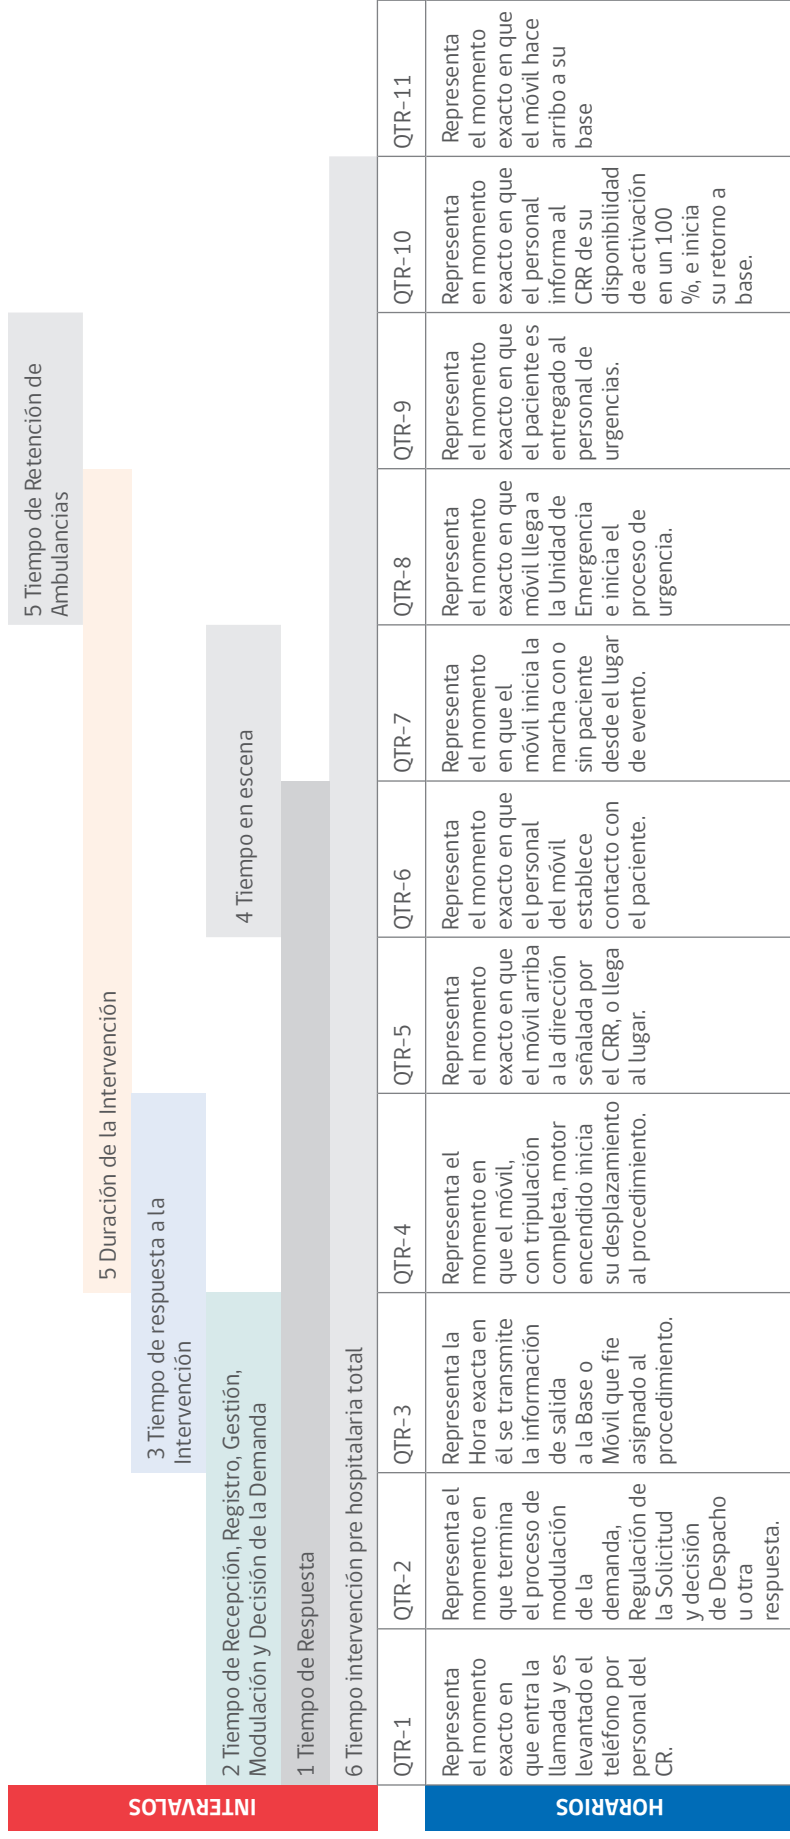 INTERVALOS
5 Tiempo de Retención de
Ambulancias
5 Duración de la Intervención
3 Tiempo de respuesta a la
Intervención
2 Tiempo de Recepción, Registro, Gestión,
Modulación y Decisión de la Demanda
4 Tiempo en escena
1 Tiempo de Respuesta
6 Tiempo intervención pre hospitalaria total
HORARIOS
QTR-1
Representa
el momento
exacto en
que entra la
llamada y es
levantado el
teléfono por
personal del
CR.
QTR-2
Representa el
momento en
que termina
el proceso de
modulación
de la
demanda,
Regulación de
la Solicitud
y decisión
de Despacho
u otra
respuesta.
QTR-3
Representa la
Hora exacta en
él se transmite
la información
de salida
a la Base o
Móvil que fie
asignado al
procedimiento.
QTR-4
Representa el
momento en
que el móvil,
con tripulación
completa, motor
encendido inicia
su desplazamiento
al procedimiento.
QTR-5
Representa
el momento
exacto en que
el móvil arriba
a la dirección
señalada por
el CRR, o llega
al lugar.
QTR-6
Representa
el momento
exacto en que
el personal
del móvil
establece
contacto con
el paciente.
QTR-7
Representa
el momento
en que el
móvil inicia la
marcha con o
sin paciente
desde el lugar
de evento.
QTR-8
Representa
el momento
exacto en que
móvil llega a
la Unidad de
Emergencia
e inicia el
proceso de
urgencia.
QTR-9
Representa
el momento
exacto en que
el paciente es
entregado al
personal de
urgencias.
QTR-10
Representa
en momento
exacto en que
el personal
informa al
CRR de su
disponibilidad
de activación
en un 100
%, e inicia
su retorno a
base.
QTR-11
Representa
el momento
exacto en que
el móvil hace
arribo a su
base